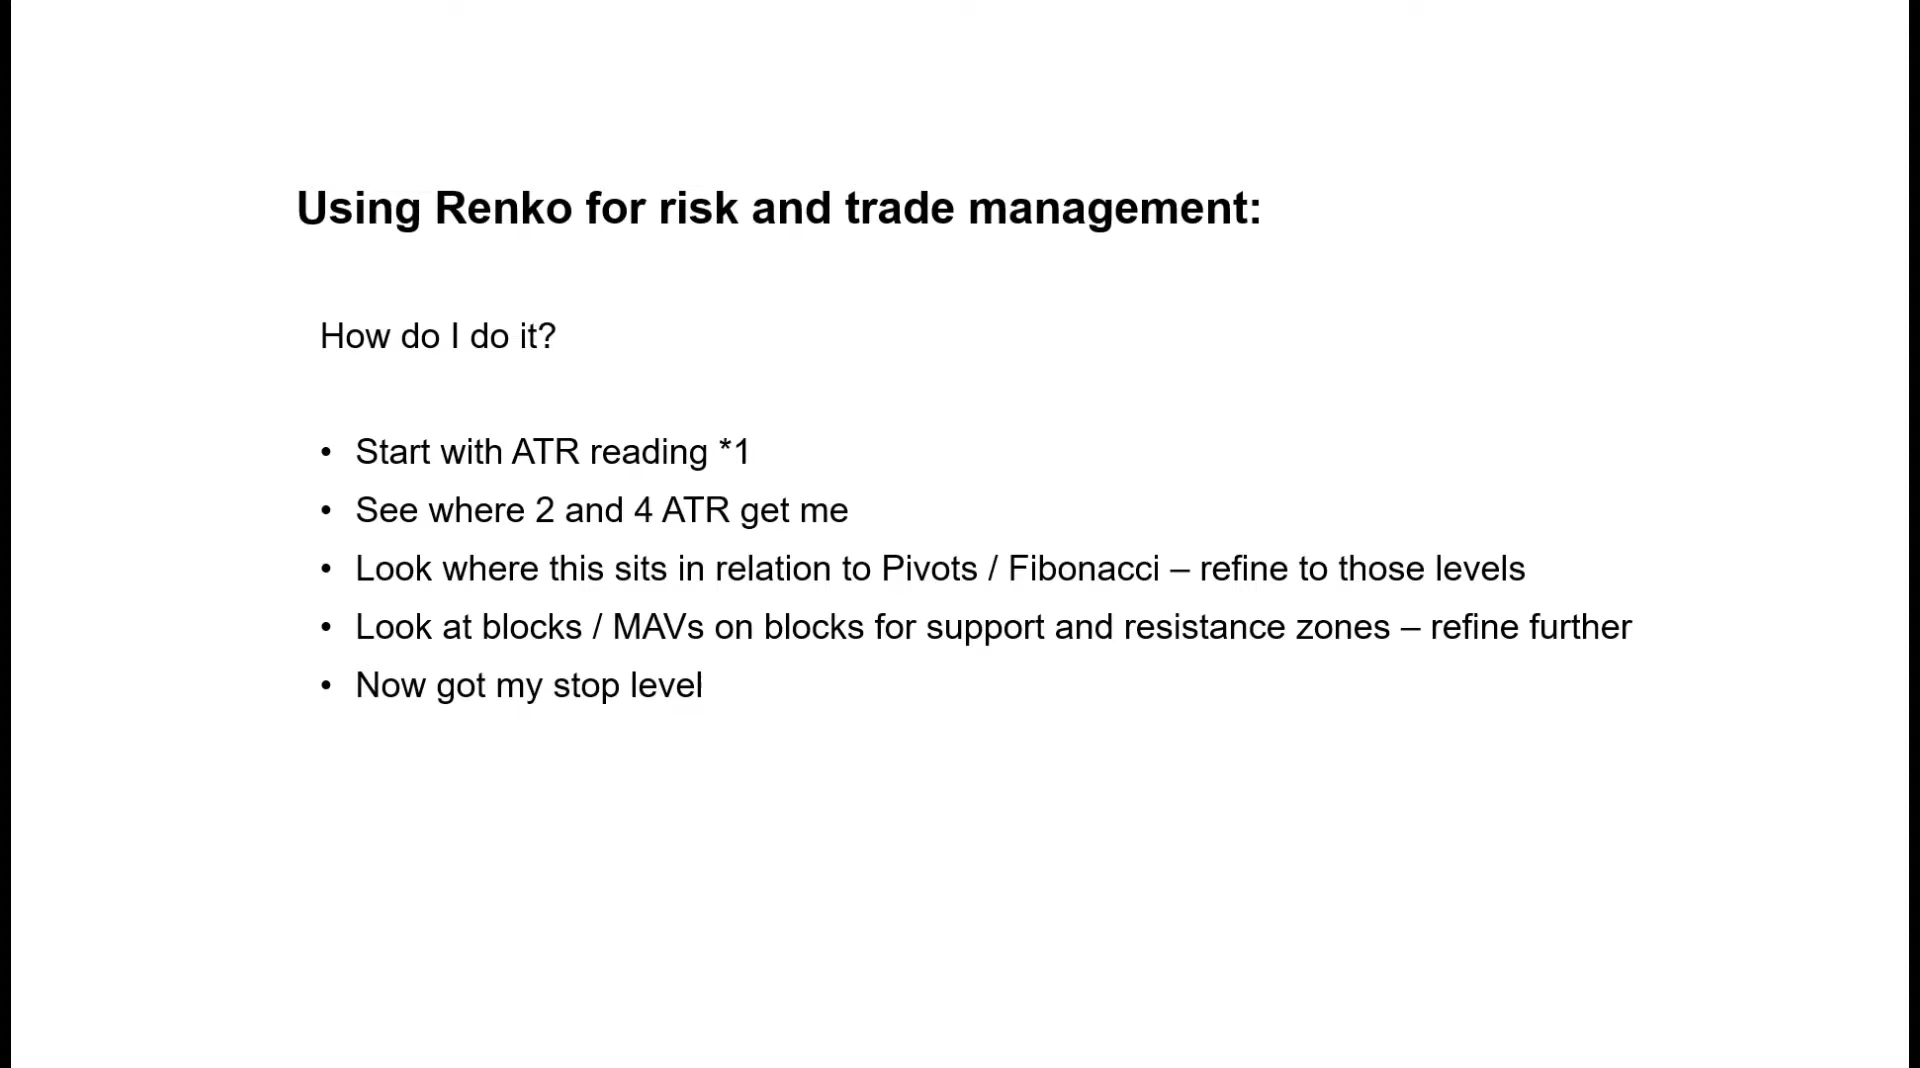 Using Renko for risk and trade management:
How do I do it?
• Start with ATR reading *1
• See where 2 and 4 ATR get me
• Look where this sits in relation to Pivots / Fibonacci – refine to those levels
• Look at blocks / MAVs on blocks for support and resistance zones – refine further
• Now got my stop level